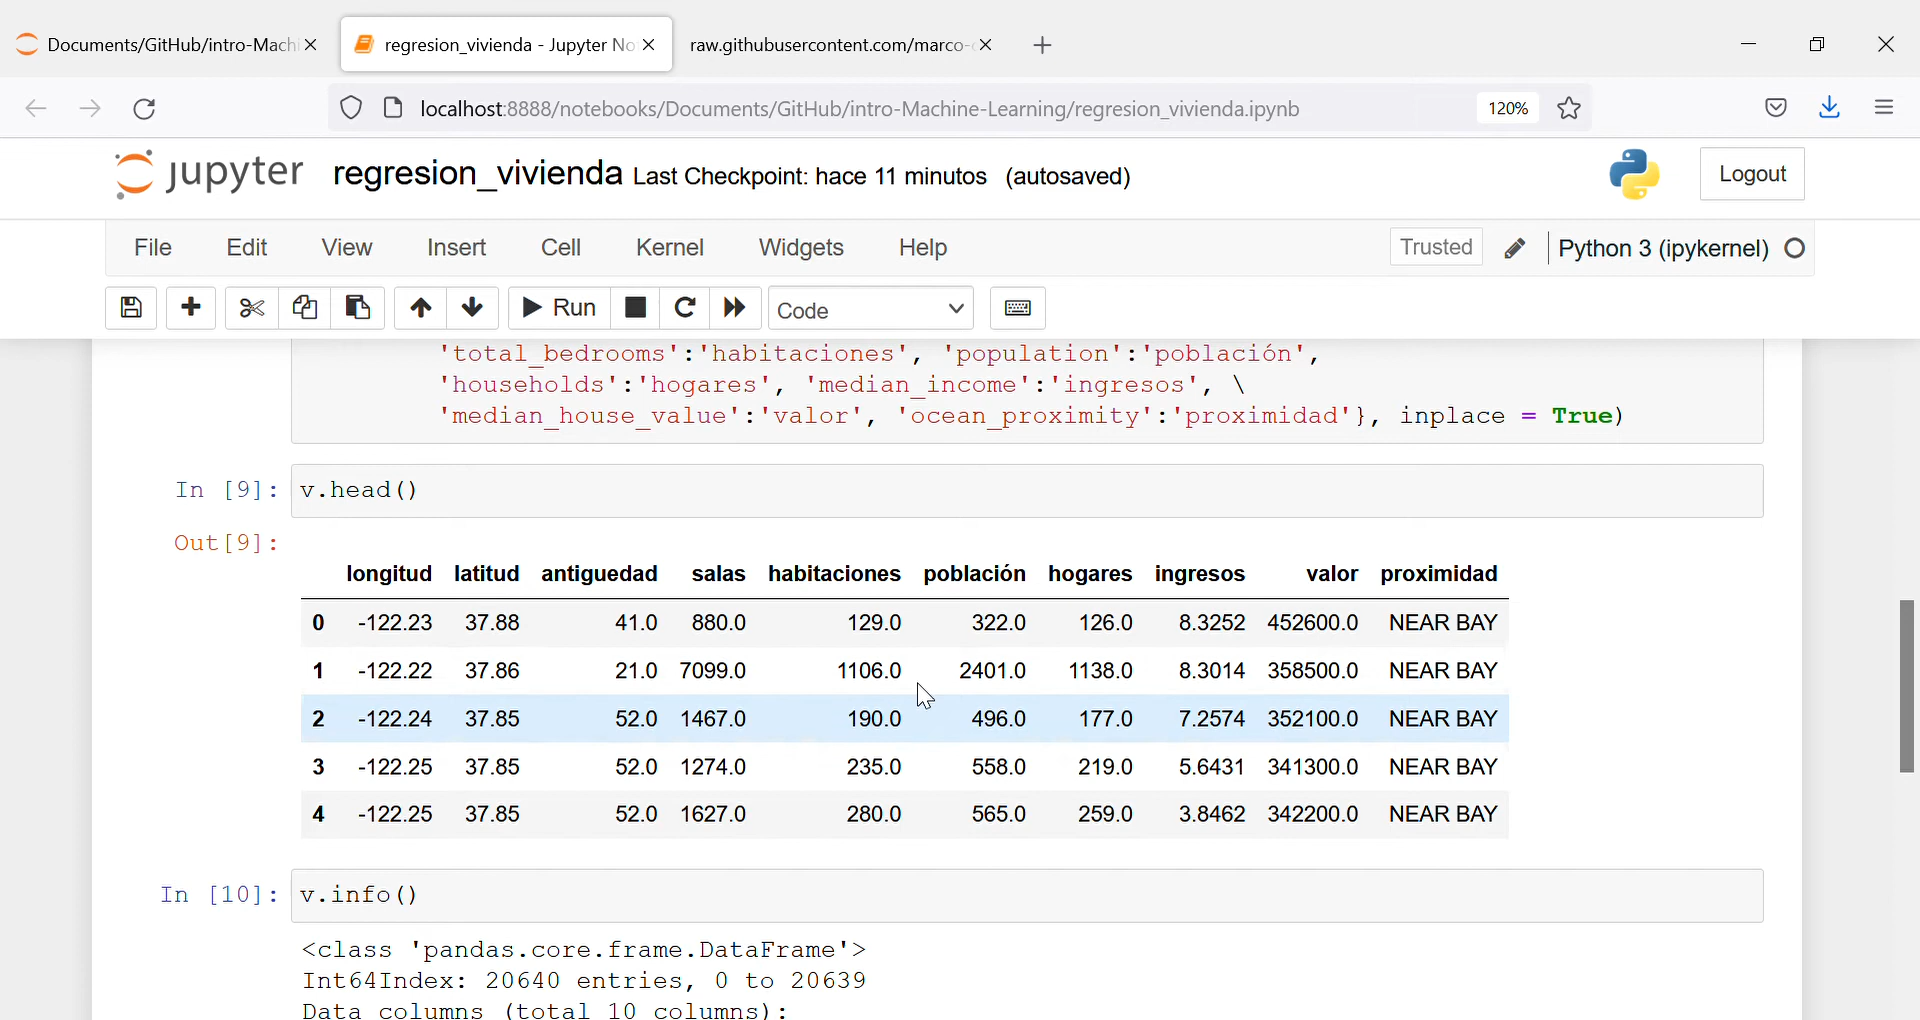 Documents/GitHub/intro-Mach
regresion_vivienda - Jupyter No
raw.githubusercontent.com/marco-
localhost:8888/notebooks/Documents/GitHub/intro-Machine-Learning/regresion_vivienda.ipynb
120%
jupyter regresion_vivienda Last Checkpoint: hace 11 minutos (autosaved)
Logout
File Edit View Insert Cell Kernel Widgets Help
Trusted
Python 3 (ipykernel)
Run
Code
'total_bedrooms':'habitaciones', 'population':'población',
'households':'hogares', 'median_income':'ingresos', \
'median_house_value':'valor', 'ocean_proximity':'proximidad'}, inplace = True)
In [9]: v.head()
Out[9]:
longitud latitud antiguedad salas habitaciones población hogares ingresos valor proximidad
0 -122.23 37.88 41.0 880.0 129.0 322.0 126.0 8.3252 452600.0 NEAR BAY
1 -122.22 37.86 21.0 7099.0 1106.0 2401.0 1138.0 8.3014 358500.0 NEAR BAY
2 -122.24 37.85 52.0 1467.0 190.0 496.0 177.0 7.2574 352100.0 NEAR BAY
3 -122.25 37.85 52.0 1274.0 235.0 558.0 219.0 5.6431 341300.0 NEAR BAY
4 -122.25 37.85 52.0 1627.0 280.0 565.0 259.0 3.8462 342200.0 NEAR BAY
In [10]: v.info()
<class 'pandas.core.frame.DataFrame'>
Int64Index: 20640 entries, 0 to 20639
Data columns (total 10 columns):